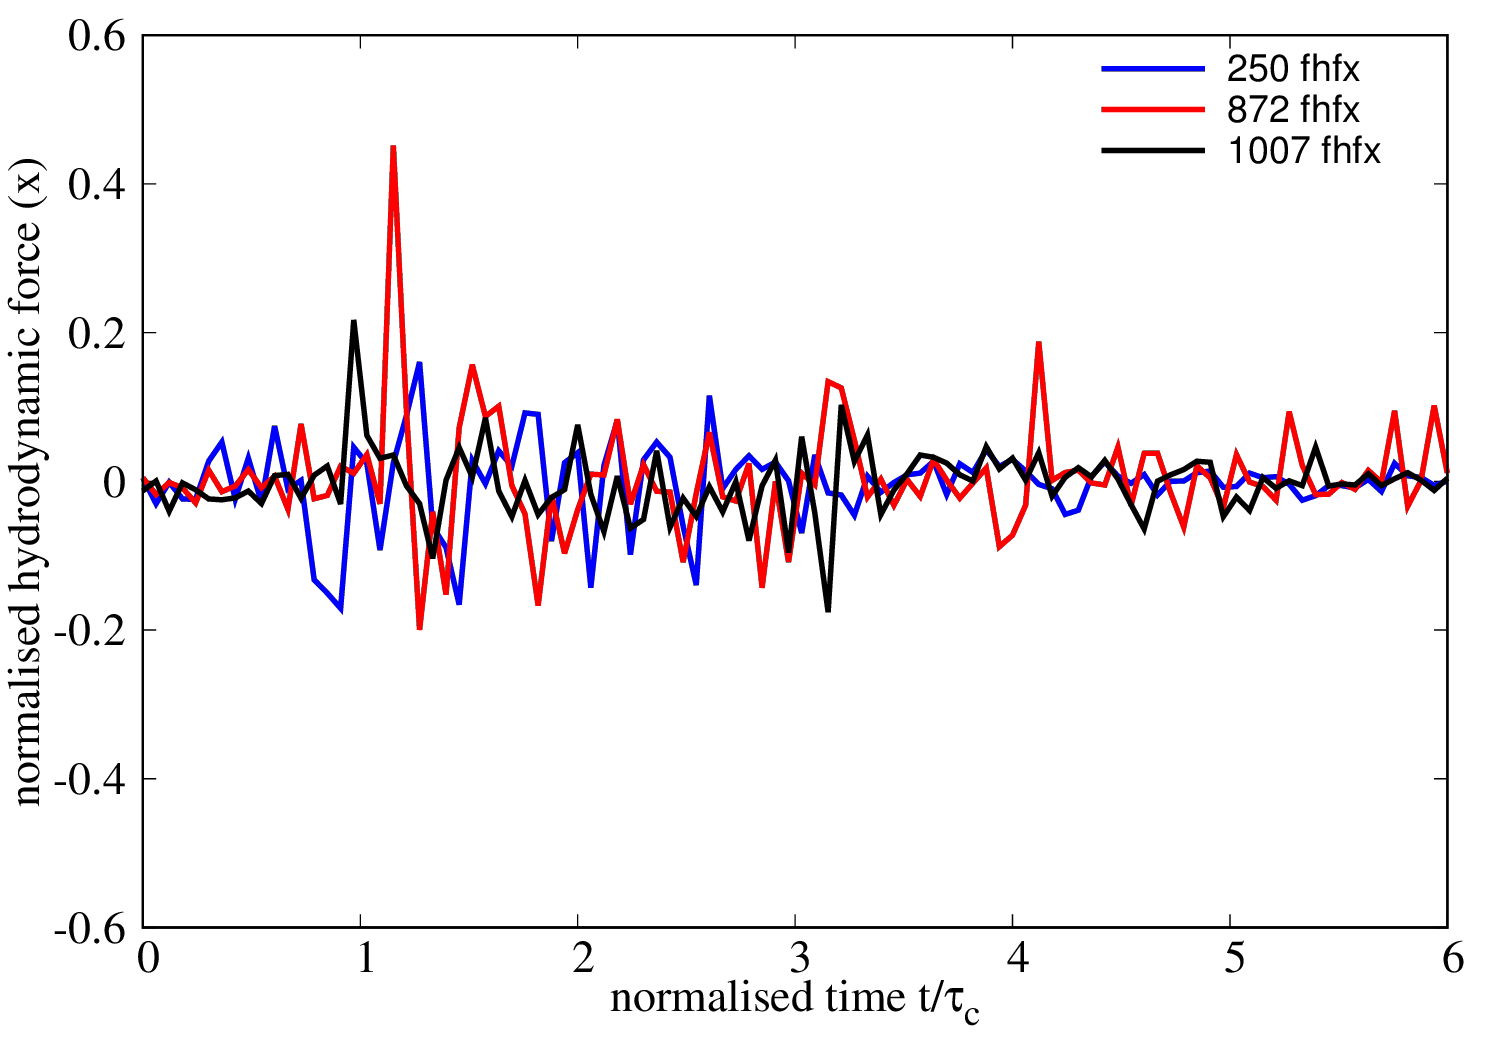 0.6
0.4
0.2
0
-0.2
-0.4
-0.6
normalised hydrodynamic force (x)
250 fhfx
872 fhfx
1007 fhfx
0 1 2 3 4 5 6
normalised time t/τc